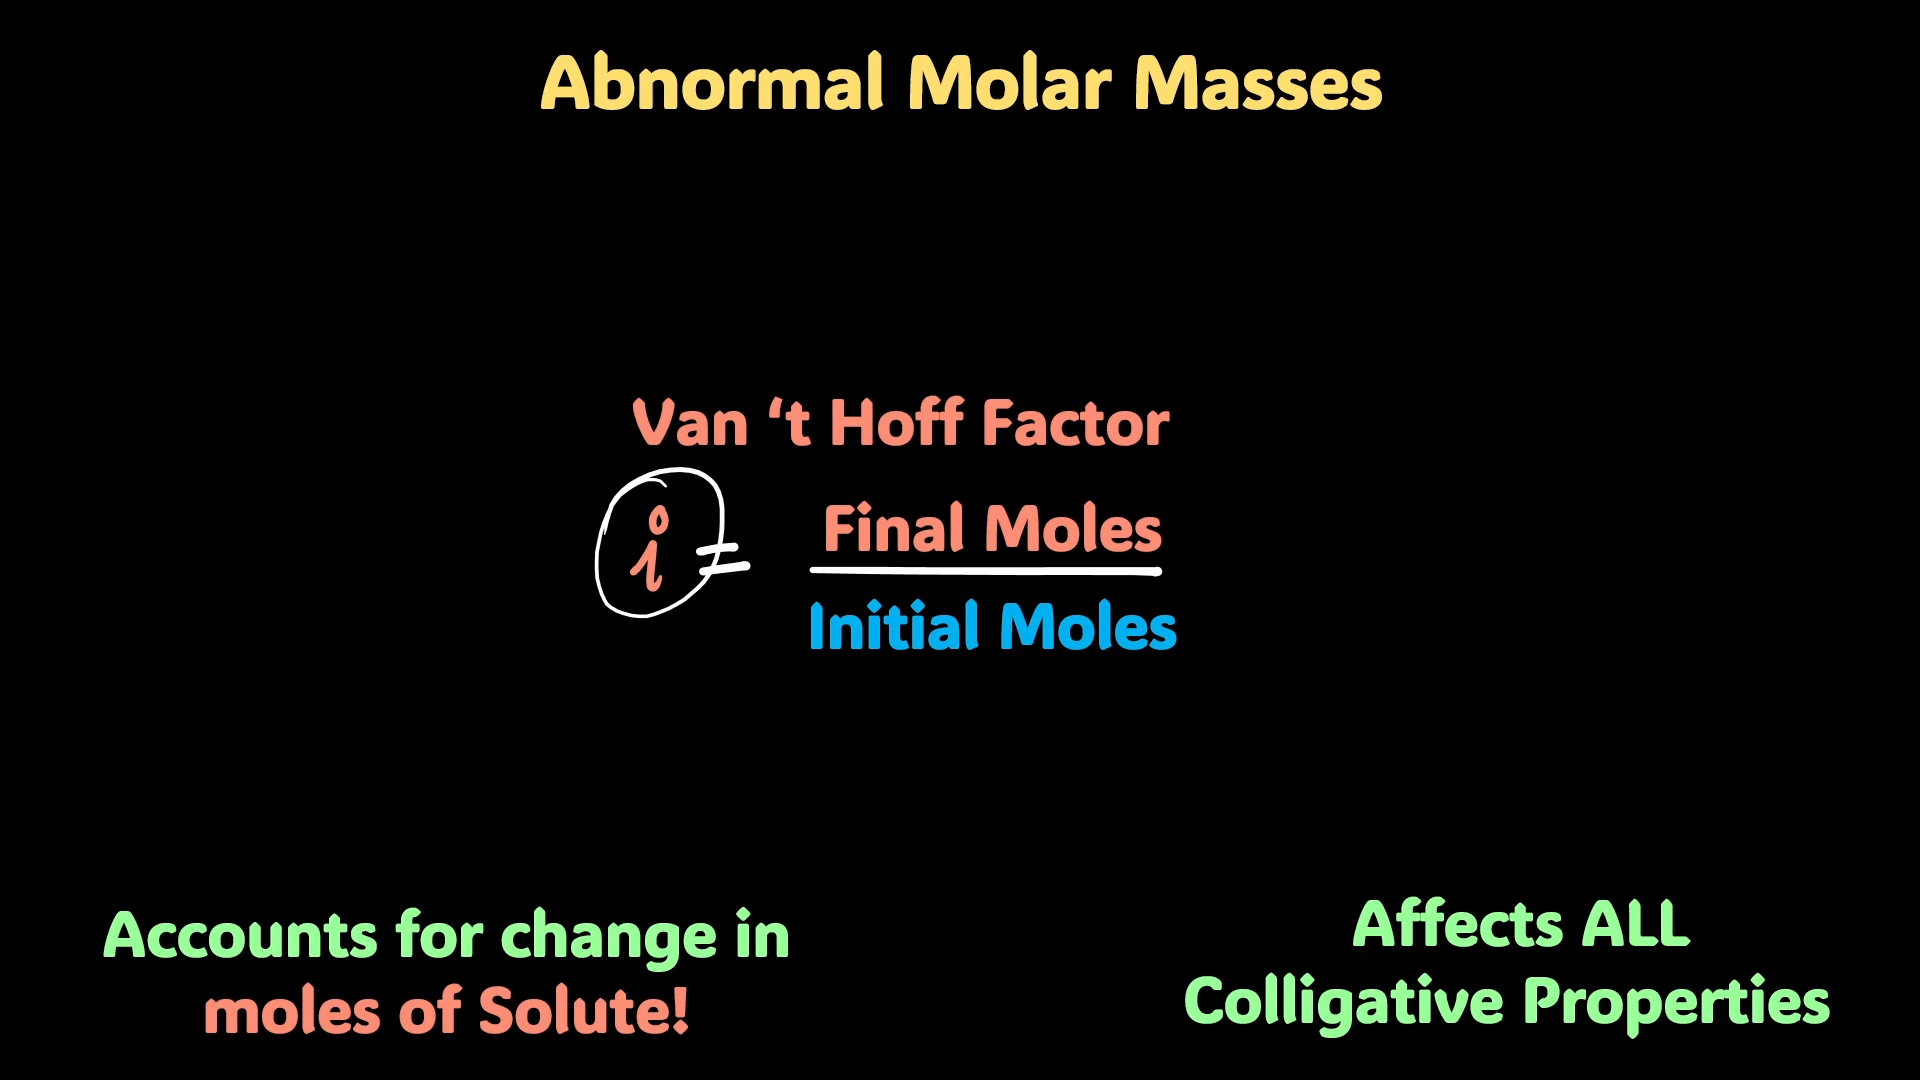 Abnormal Molar Masses
Van ‘t Hoff Factor
i = Final Moles
Initial Moles
Accounts for change in
moles of Solute!
Affects ALL
Colligative Properties